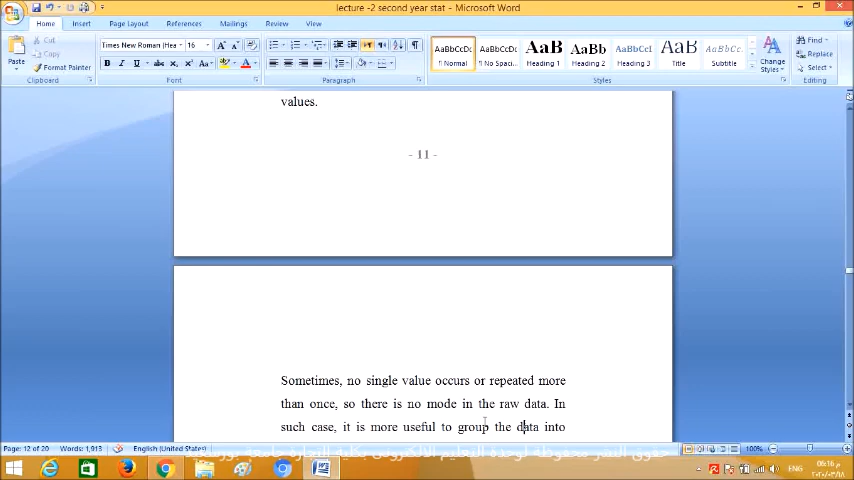 lecture -2 second year stat - Microsoft Word
Home Insert Page Layout References Mailings Review View
Paste
Cut
Copy
Format Painter
Clipboard
Times New Roman (Hea 16
Font
Paragraph
AaBbCcDc AaBbCcDc AaB AaBb AaBbCcI AaB AaBbCcL
¶ Normal ¶ No Spaci... Heading 1 Heading 2 Heading 3 Title Subtitle
Change Styles
Styles
Find
Replace
Select
Editing
values.
- 11 -
Sometimes, no single value occurs or repeated more
than once, so there is no mode in the raw data. In
such case, it is more useful to group the data into
Page: 12 of 20 Words: 1,913 English (United States) 100%
ENG